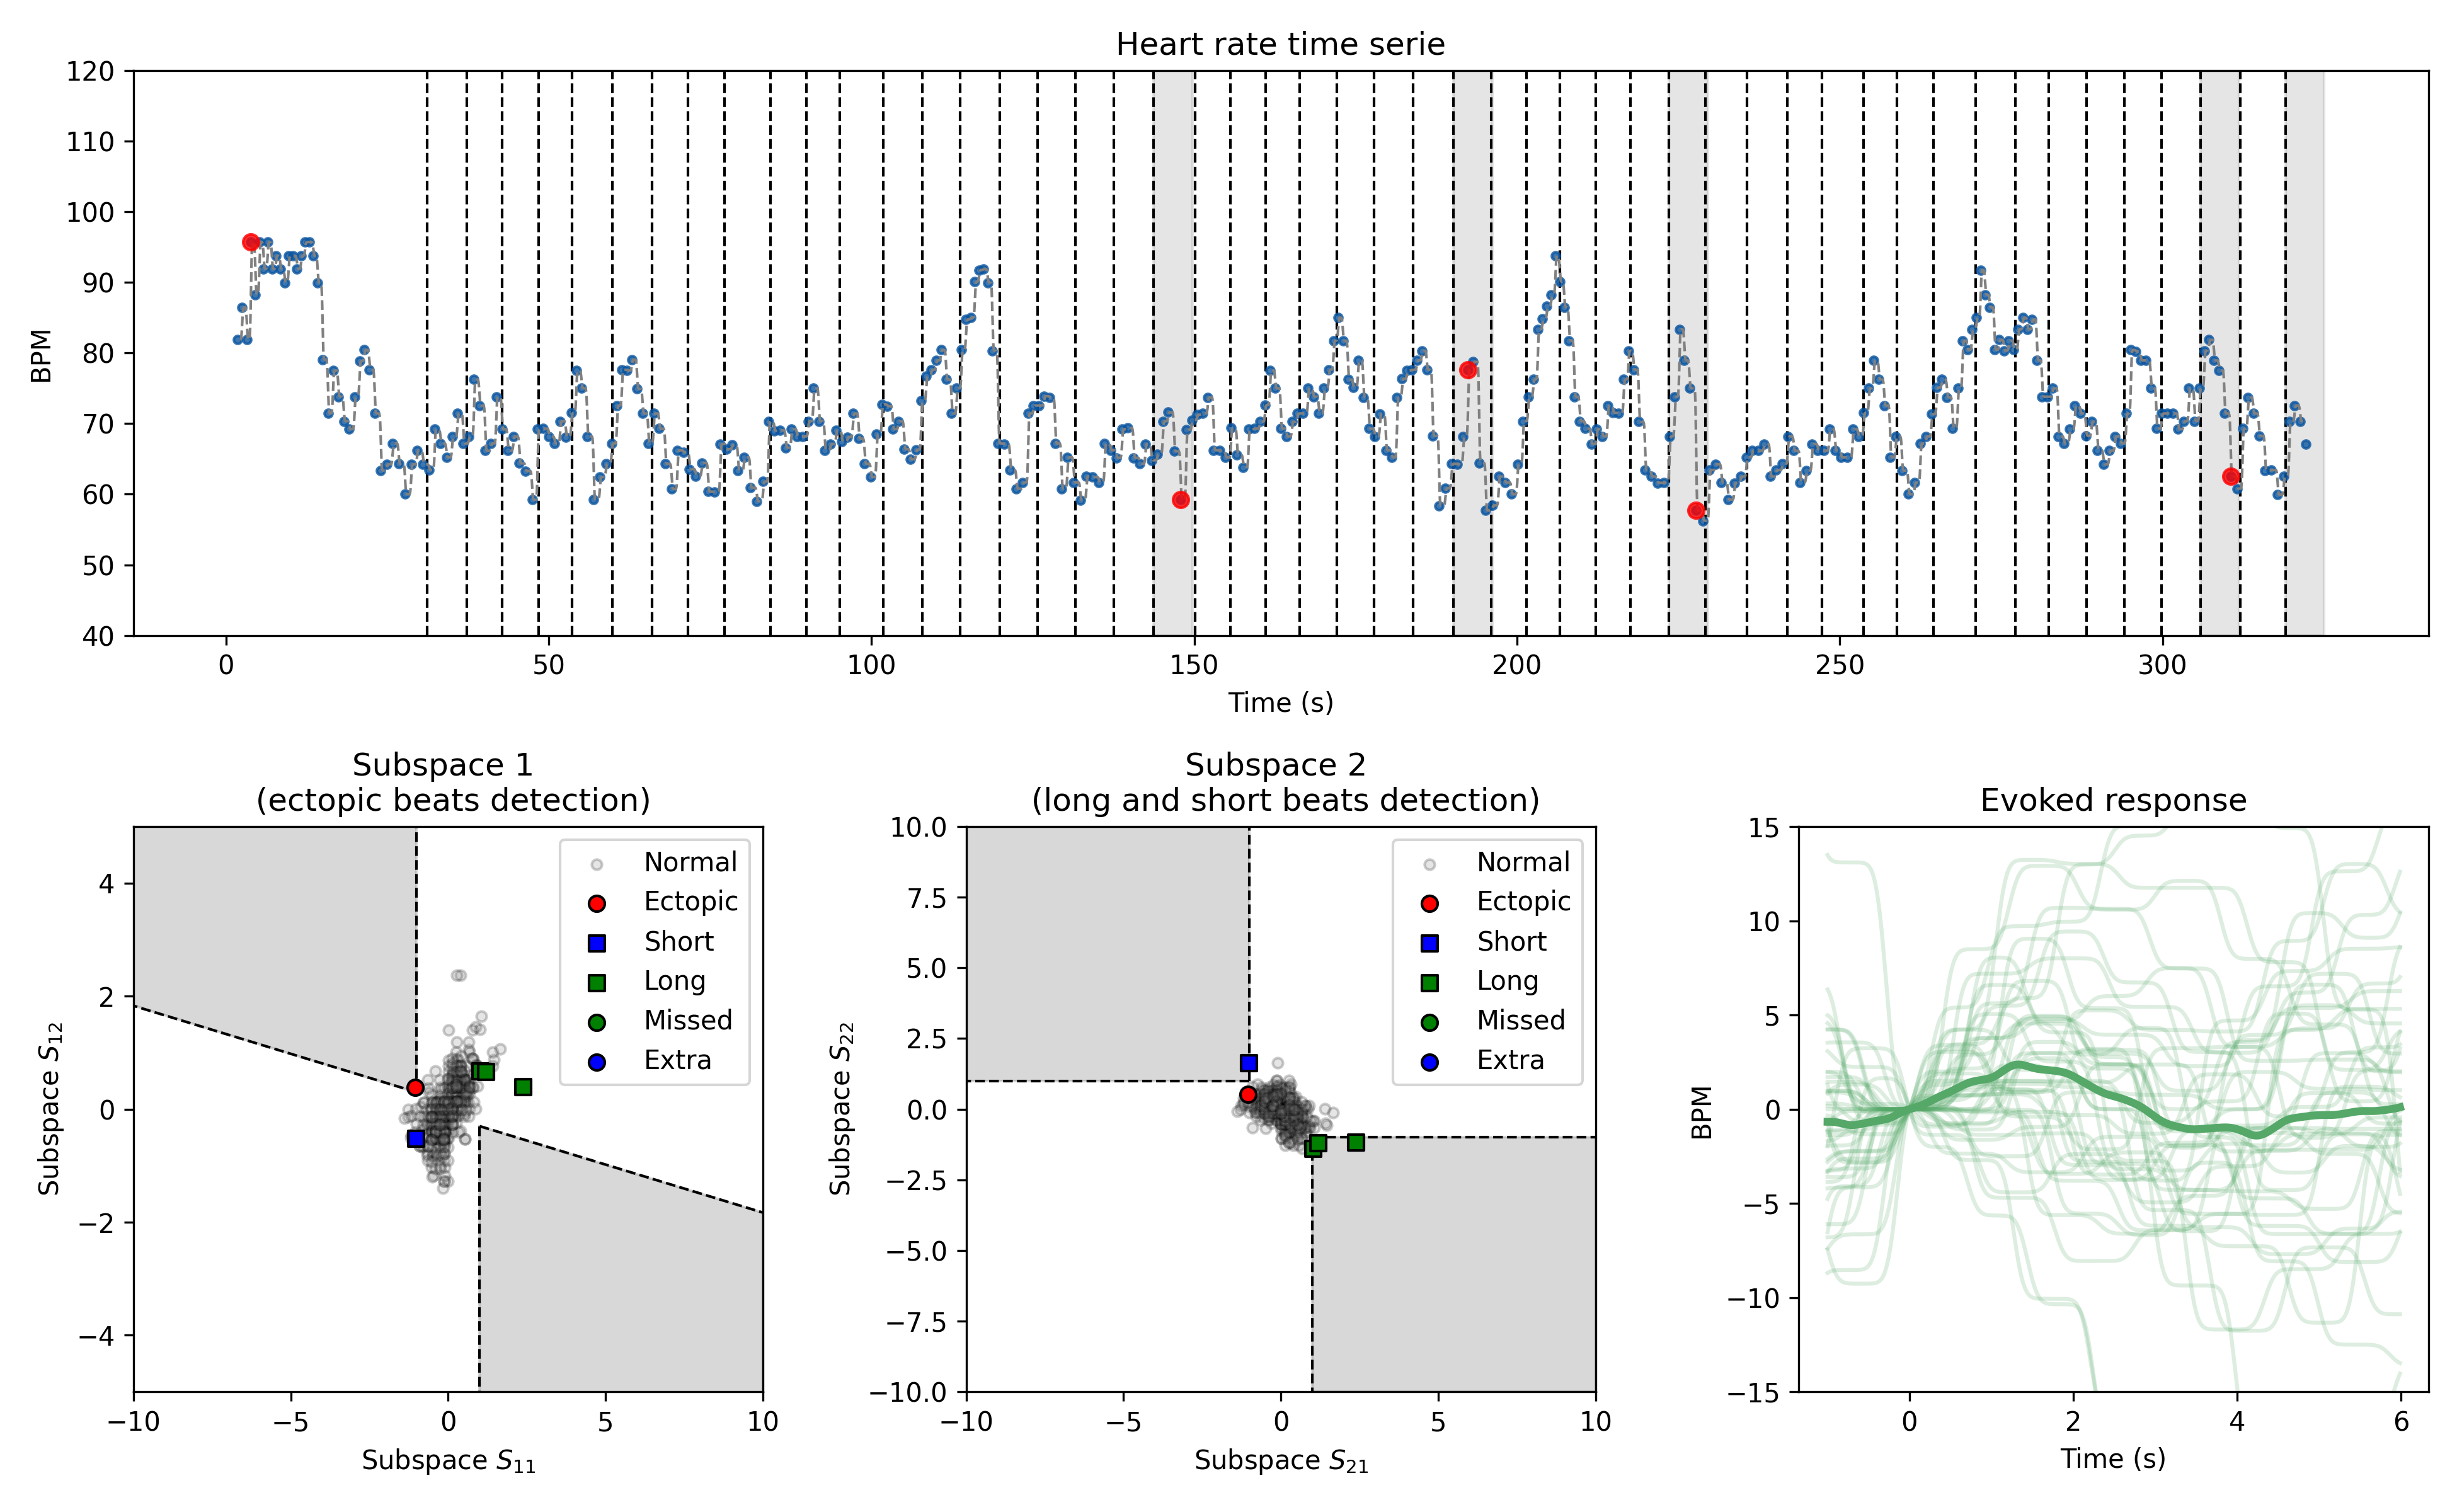 Heart rate time serie
120
110
100
90
80
70
60
50
40
BPM
0 50 100 150 200 250 300
Time (s)
Subspace 1
(ectopic beats detection)
4
2
0
−2
−4
Subspace S₁₂
Normal
Ectopic
Short
Long
Missed
Extra
−10 −5 0 5 10
Subspace S₁₁
Subspace 2
(long and short beats detection)
10.0
7.5
5.0
2.5
0.0
−2.5
−5.0
−7.5
−10.0
Subspace S₂₂
Normal
Ectopic
Short
Long
Missed
Extra
−10 −5 0 5 10
Subspace S₂₁
Evoked response
15
10
5
0
−5
−10
−15
BPM
0 2 4 6
Time (s)